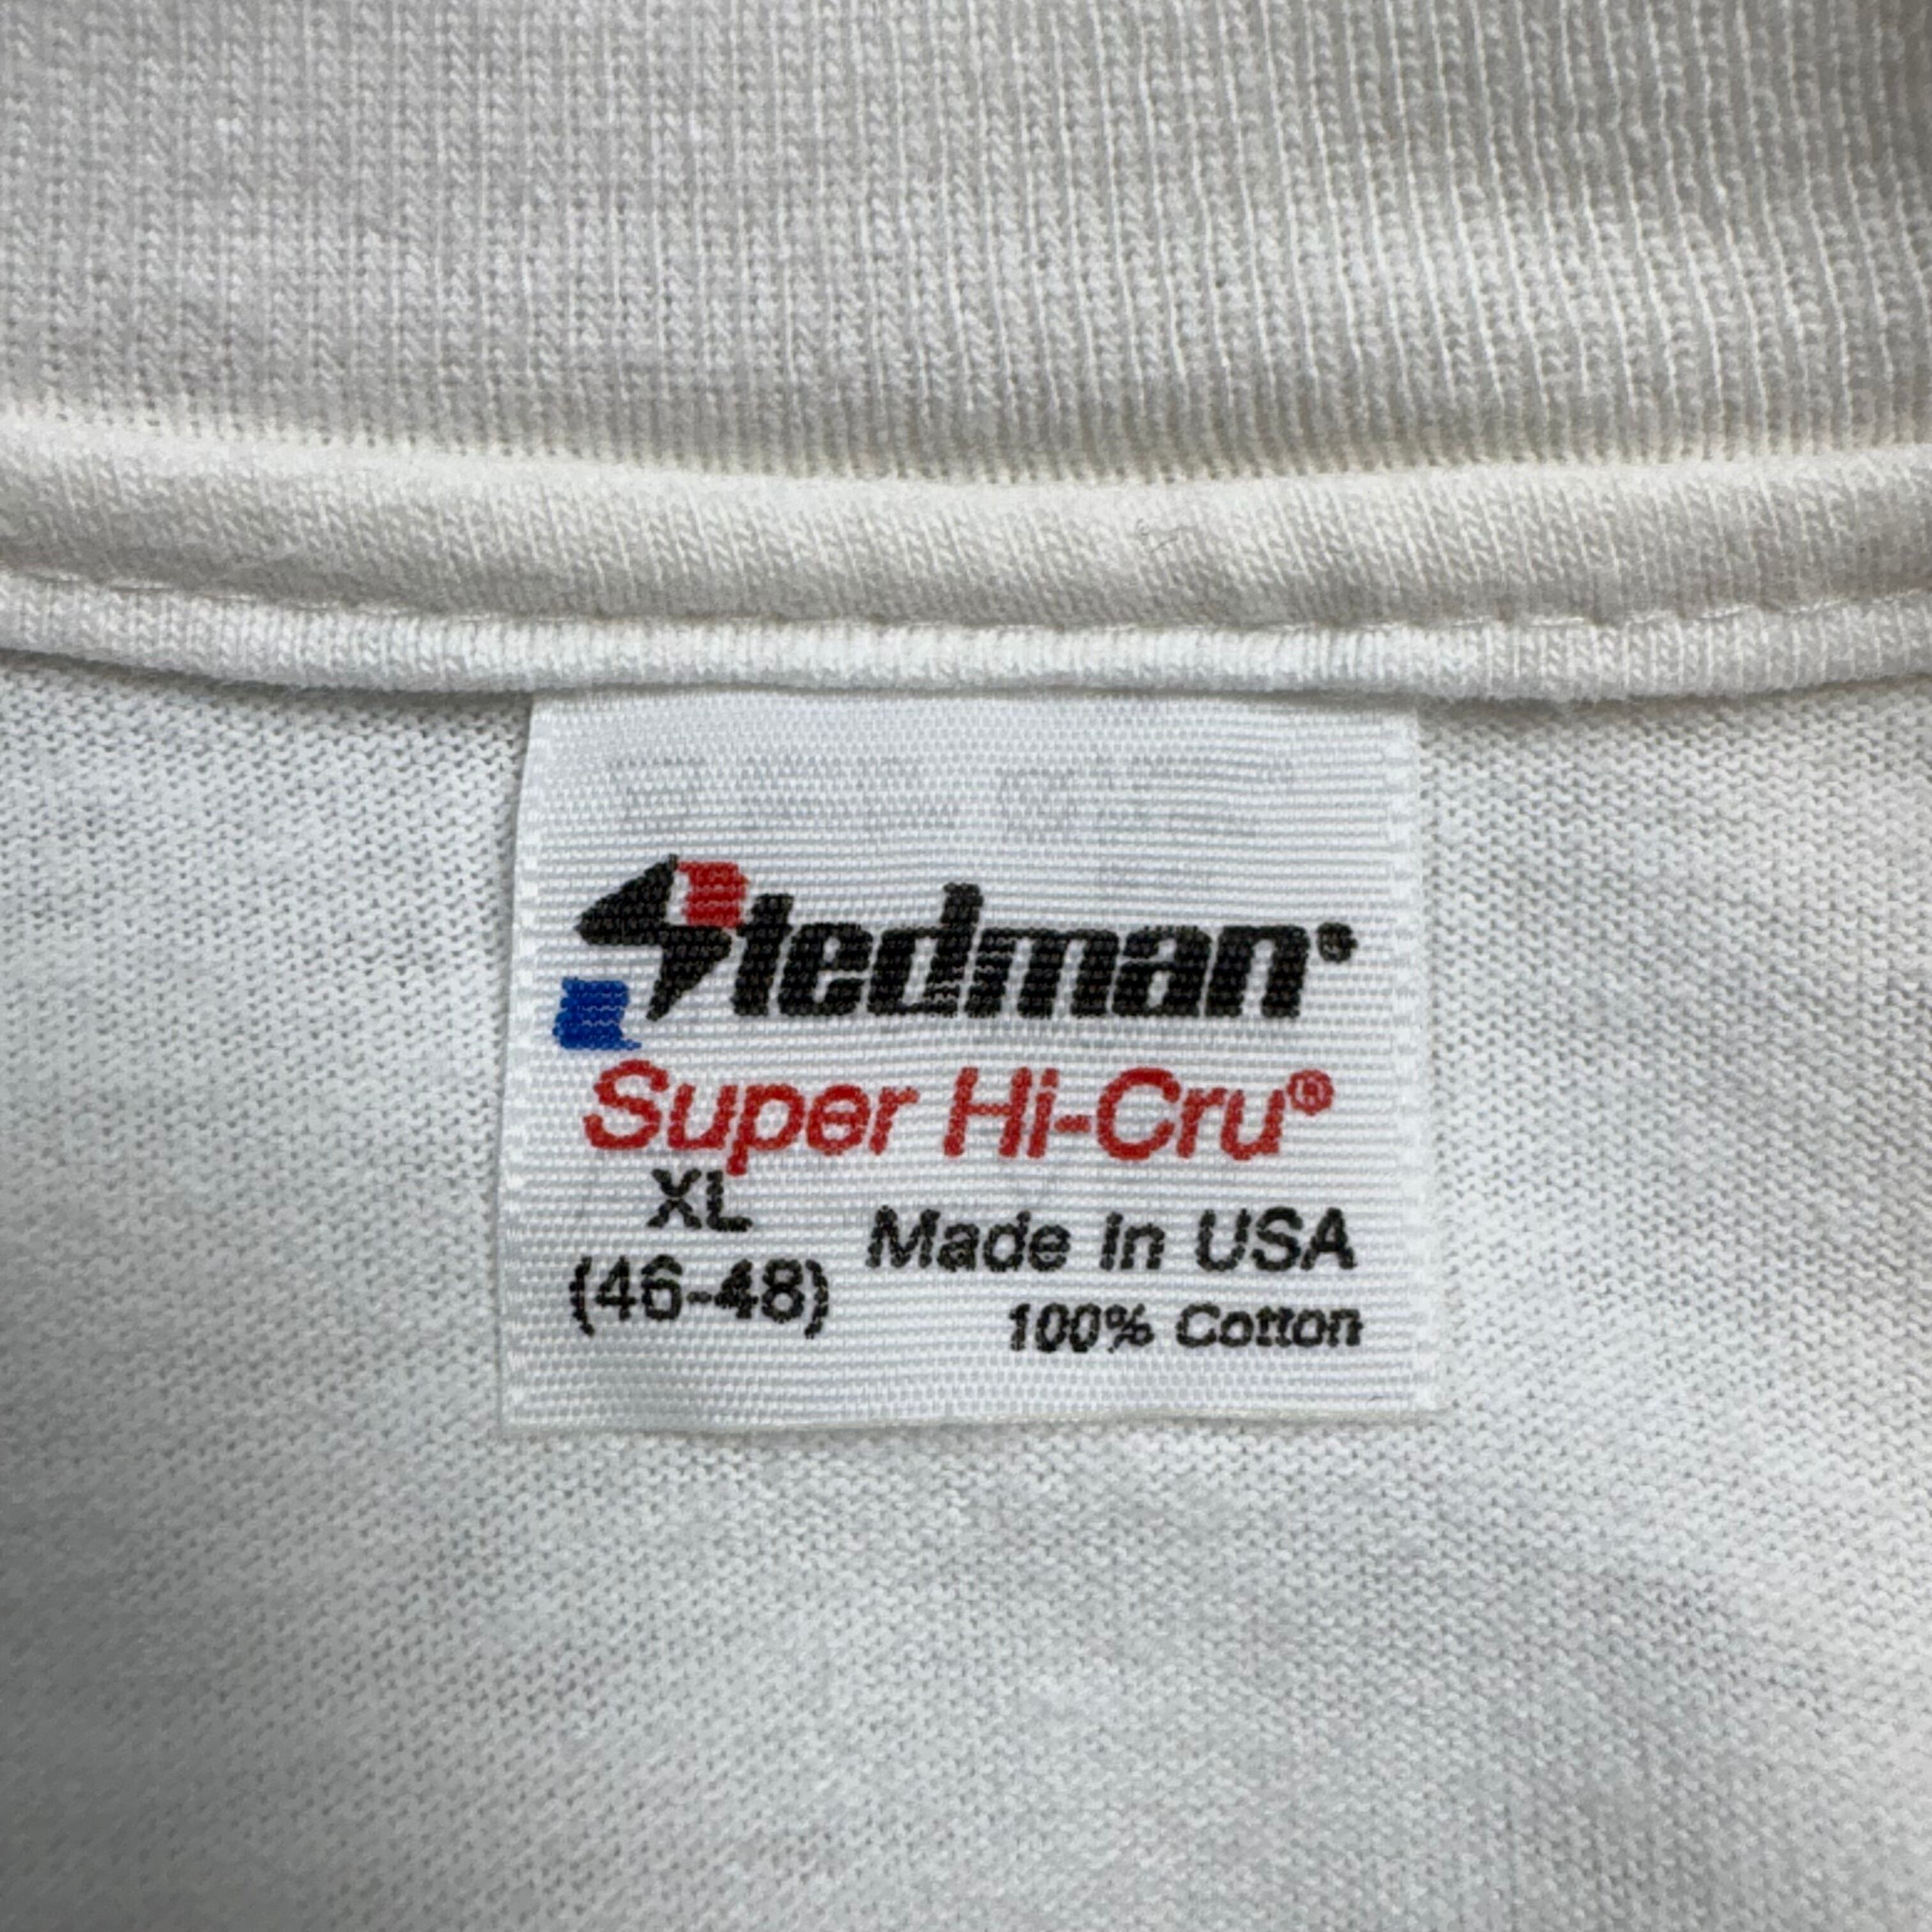 Stedman®
Super Hi-Cru®
XL
Made In USA
(46-48)
100% Cotton